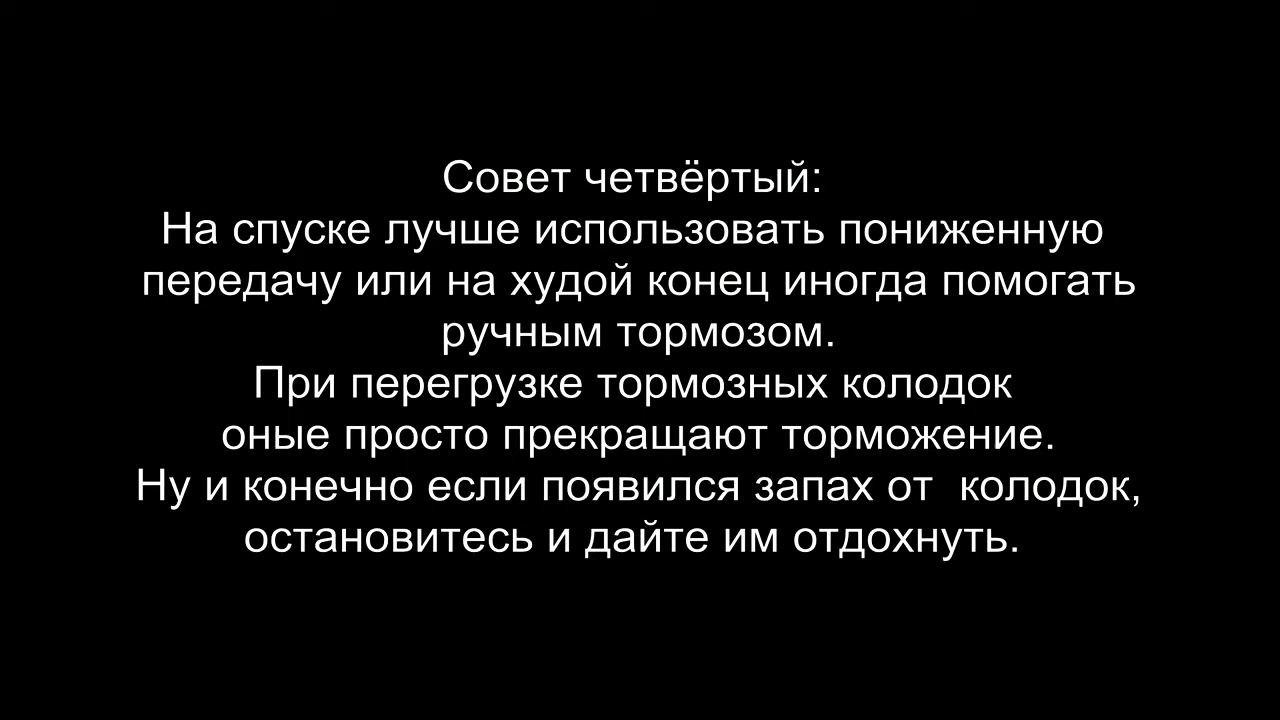 Совет четвёртый:
На спуске лучше использовать пониженную
передачу или на худой конец иногда помогать
ручным тормозом.
При перегрузке тормозных колодок
оные просто прекращают торможение.
Ну и конечно если появился запах от  колодок,
остановитесь и дайте им отдохнуть.